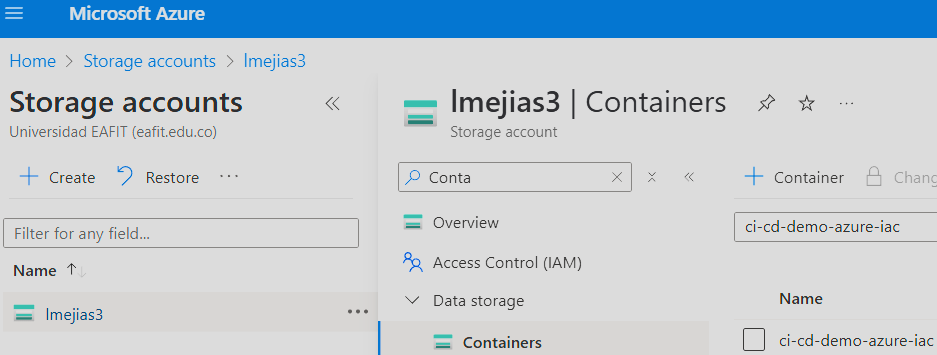 Microsoft Azure
Home > Storage accounts > lmejias3
Storage accounts
Universidad EAFIT (eafit.edu.co)
Create Restore ...
Filter for any field...
Name ↑
lmejias3 ...
lmejias3 | Containers ...
Storage account
Conta
Overview
Access Control (IAM)
Data storage
Containers
Container Chang
ci-cd-demo-azure-iac
Name
ci-cd-demo-azure-iac